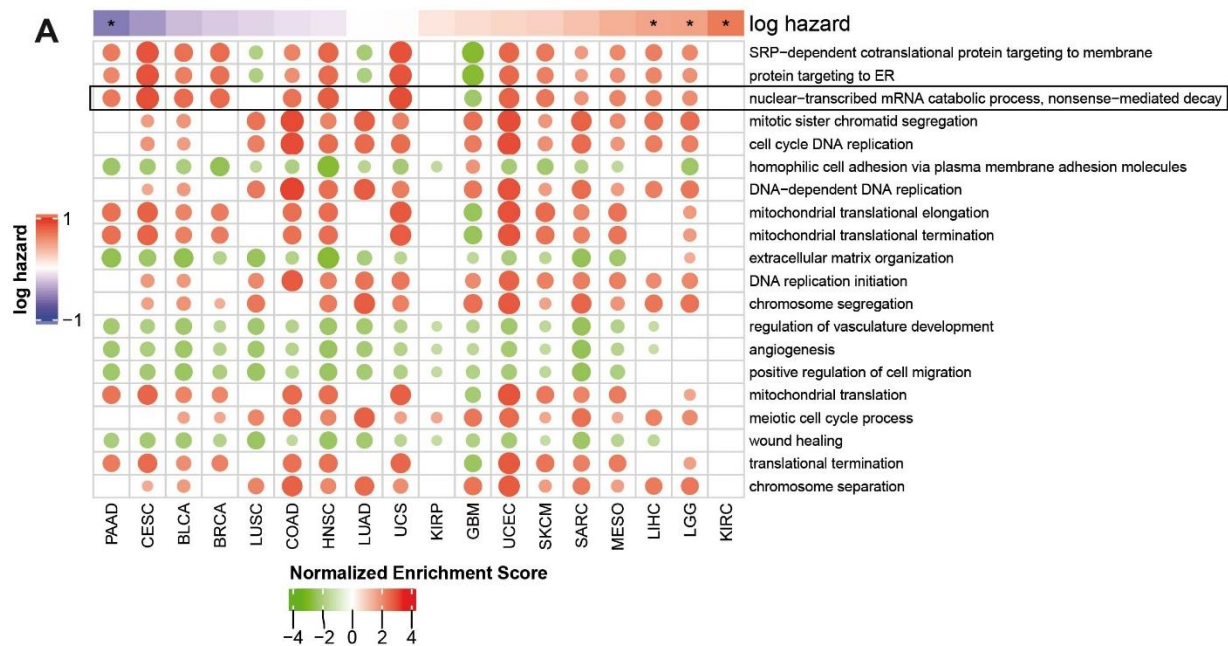 A
* * * * log hazard
SRP−dependent cotranslational protein targeting to membrane
protein targeting to ER
nuclear−transcribed mRNA catabolic process, nonsense−mediated decay
mitotic sister chromatid segregation
cell cycle DNA replication
homophilic cell adhesion via plasma membrane adhesion molecules
DNA−dependent DNA replication
mitochondrial translational elongation
mitochondrial translational termination
extracellular matrix organization
DNA replication initiation
chromosome segregation
regulation of vasculature development
angiogenesis
positive regulation of cell migration
mitochondrial translation
meiotic cell cycle process
wound healing
translational termination
chromosome separation
log hazard
1
−1
PAAD CESC BLCA BRCA LUSC COAD HNSC LUAD UCS KIRP GBM UCEC SKCM SARC MESO LIHC LGG KIRC
Normalized Enrichment Score
−4 −2 0 2 4